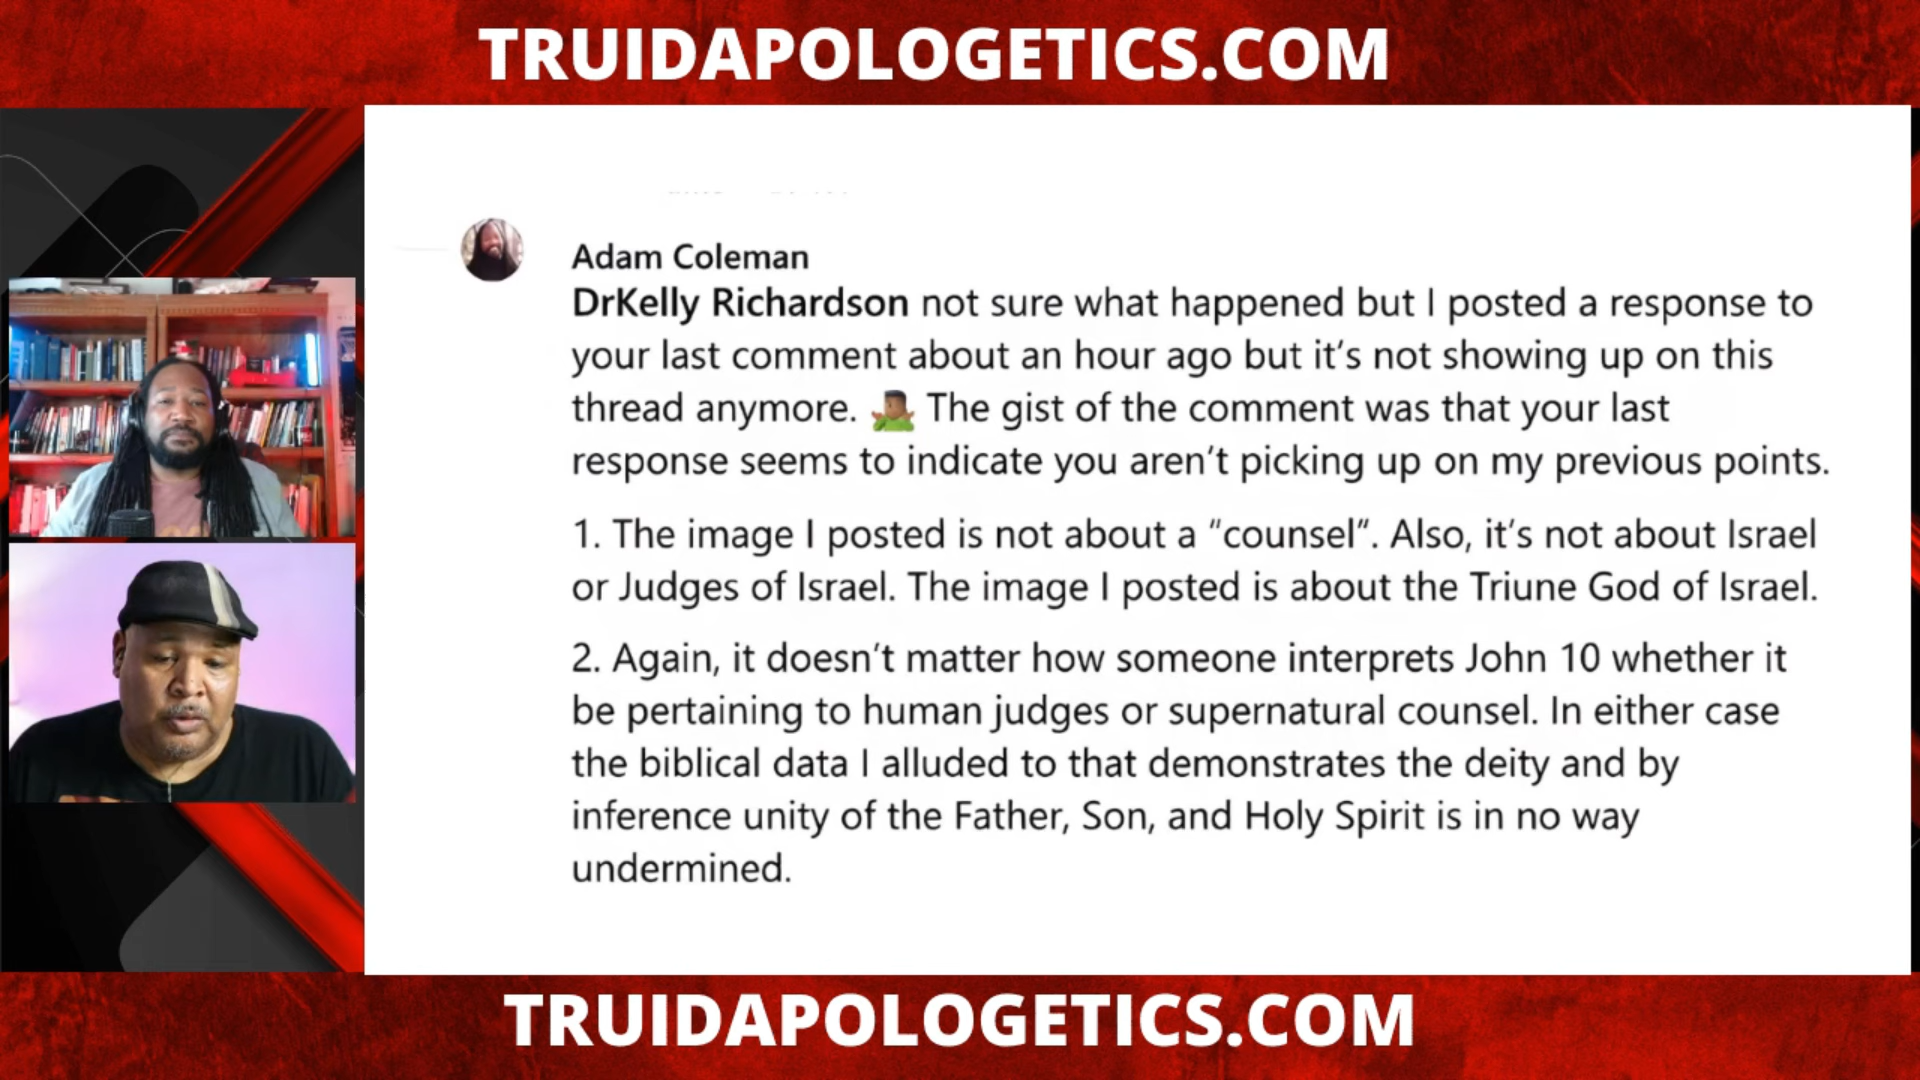 TRUIDAPOLOGETICS.COM
Adam Coleman
DrKelly Richardson not sure what happened but I posted a response to
your last comment about an hour ago but it's not showing up on this
thread anymore. 🤷🏾‍♂️ The gist of the comment was that your last
response seems to indicate you aren't picking up on my previous points.
1. The image I posted is not about a “counsel”. Also, it's not about Israel
or Judges of Israel. The image I posted is about the Triune God of Israel.
2. Again, it doesn't matter how someone interprets John 10 whether it
be pertaining to human judges or supernatural counsel. In either case
the biblical data I alluded to that demonstrates the deity and by
inference unity of the Father, Son, and Holy Spirit is in no way
undermined.
TRUIDAPOLOGETICS.COM